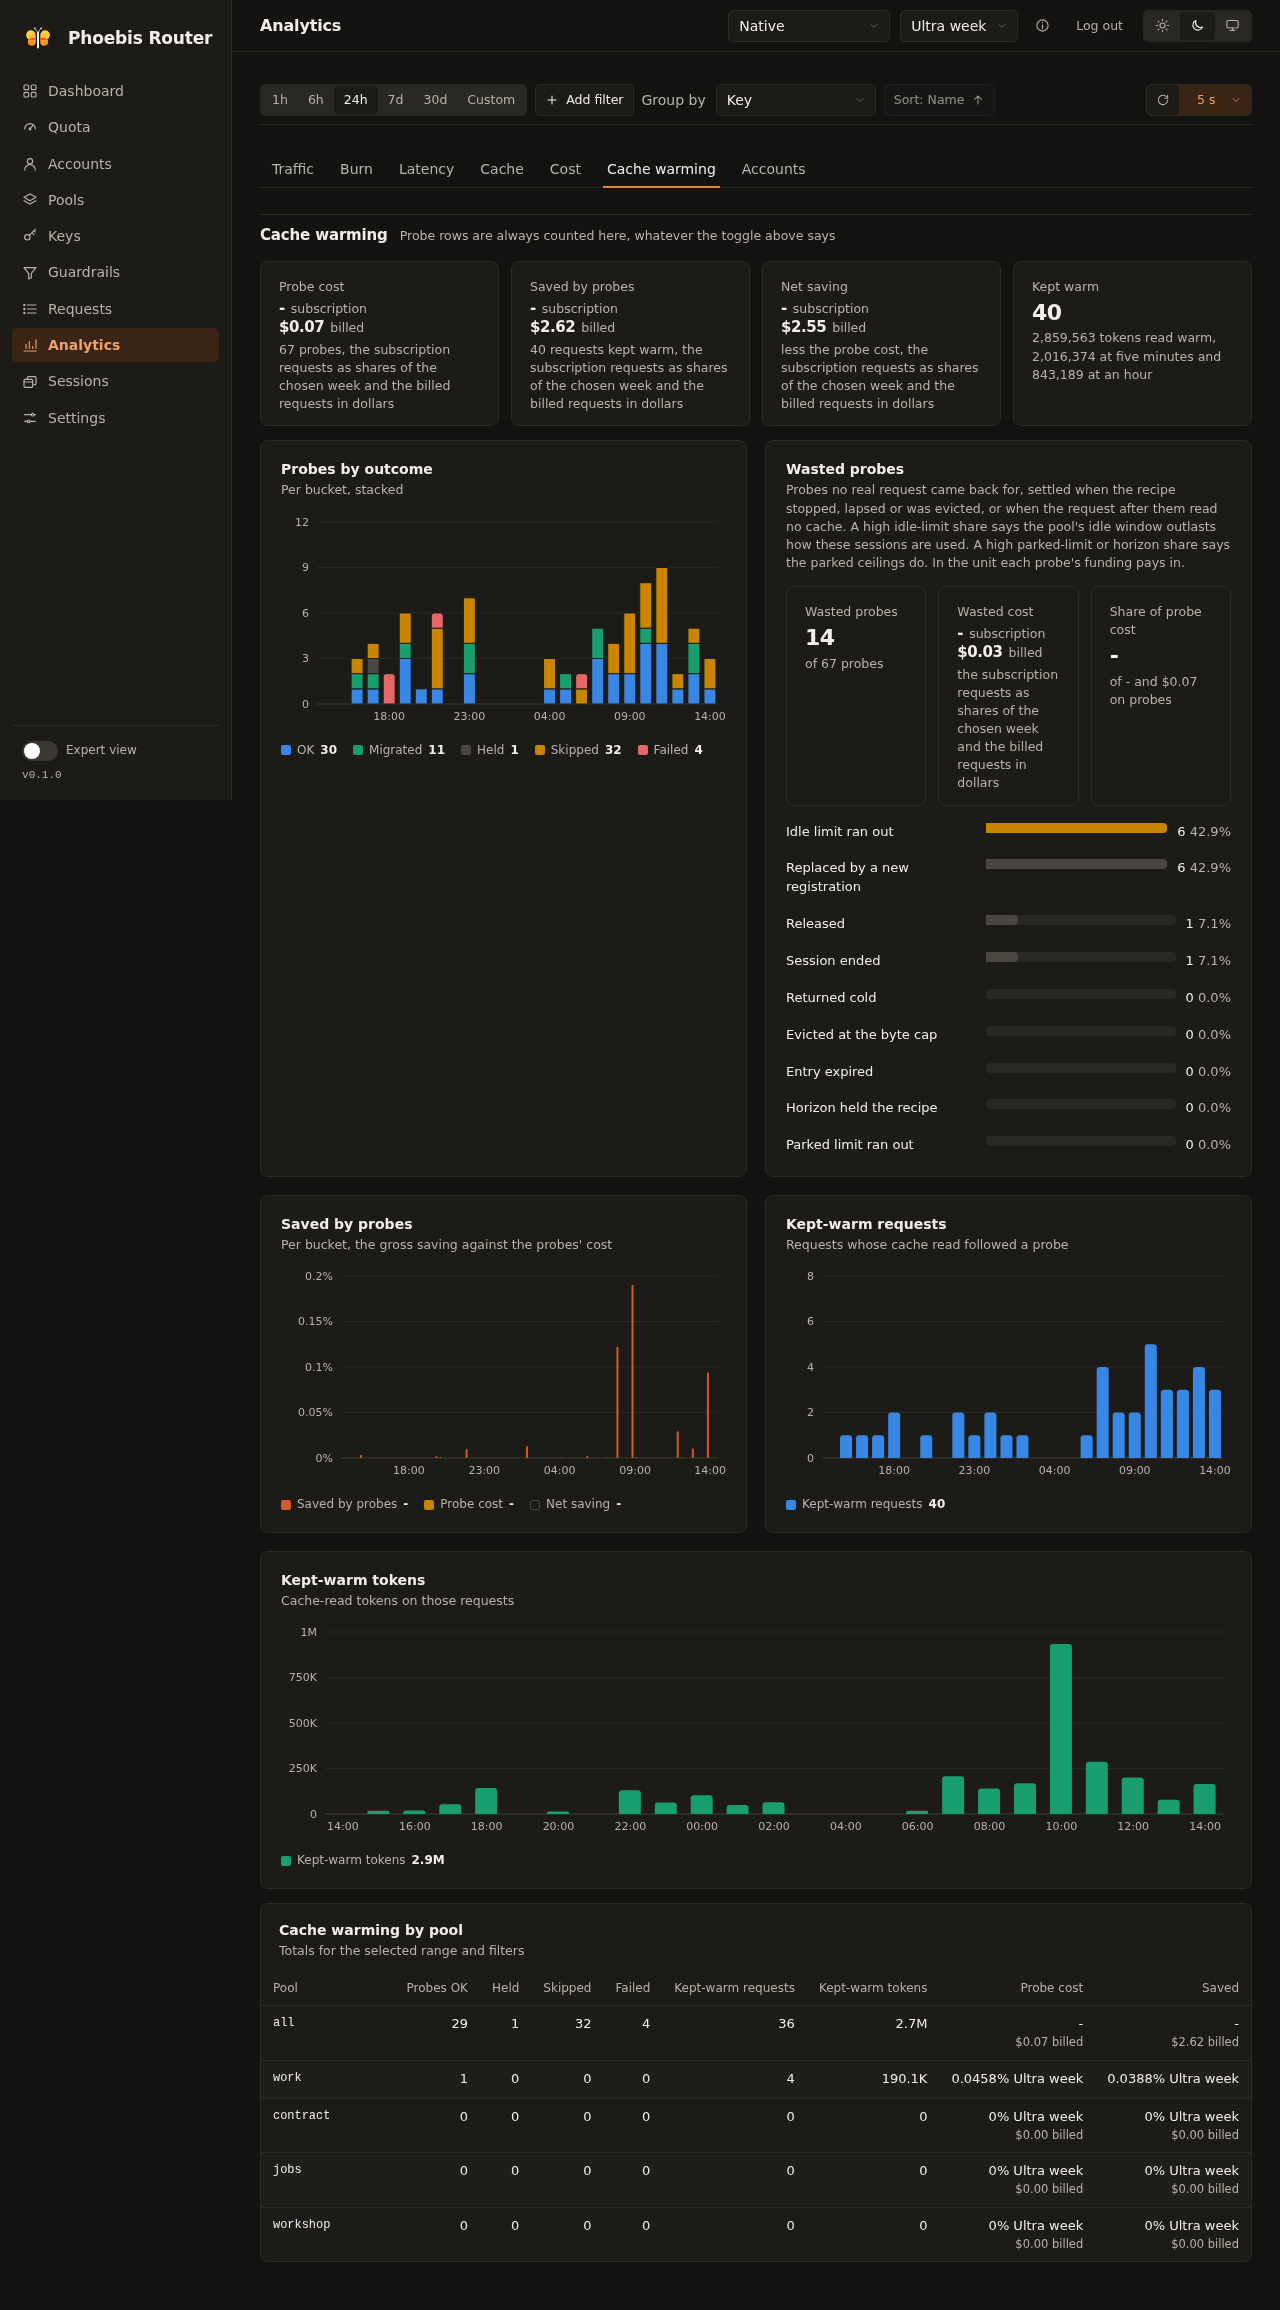 Phoebis Router
Dashboard
Quota
Accounts
Pools
Keys
Guardrails
Requests
Analytics
Sessions
Settings
Expert view
v0.1.0
Analytics
Native
Ultra week
Log out
1h 6h 24h 7d 30d Custom
Add filter
Group by
Key
Sort: Name
5 s
Traffic Burn Latency Cache Cost Cache warming Accounts
Cache warming Probe rows are always counted here, whatever the toggle above says
Probe cost
- subscription
$0.07 billed
67 probes, the subscription
requests as shares of the
chosen week and the billed
requests in dollars
Saved by probes
- subscription
$2.62 billed
40 requests kept warm, the
subscription requests as shares
of the chosen week and the
billed requests in dollars
Net saving
- subscription
$2.55 billed
less the probe cost, the
subscription requests as shares
of the chosen week and the
billed requests in dollars
Kept warm
40
2,859,563 tokens read warm,
2,016,374 at five minutes and
843,189 at an hour
Probes by outcome
Per bucket, stacked
12
9
6
3
0
18:00 23:00 04:00 09:00 14:00
OK 30 Migrated 11 Held 1 Skipped 32 Failed 4
Wasted probes
Probes no real request came back for, settled when the recipe
stopped, lapsed or was evicted, or when the request after them read
no cache. A high idle-limit share says the pool's idle window outlasts
how these sessions are used. A high parked-limit or horizon share says
the parked ceilings do. In the unit each probe's funding pays in.
Wasted probes
14
of 67 probes
Wasted cost
- subscription
$0.03 billed
the subscription
requests as
shares of the
chosen week
and the billed
requests in
dollars
Share of probe
cost
-
of - and $0.07
on probes
Idle limit ran out 6 42.9%
Replaced by a new
registration
6 42.9%
Released 1 7.1%
Session ended 1 7.1%
Returned cold 0 0.0%
Evicted at the byte cap 0 0.0%
Entry expired 0 0.0%
Horizon held the recipe 0 0.0%
Parked limit ran out 0 0.0%
Saved by probes
Per bucket, the gross saving against the probes' cost
0.2%
0.15%
0.1%
0.05%
0%
18:00 23:00 04:00 09:00 14:00
Saved by probes - Probe cost - Net saving -
Kept-warm requests
Requests whose cache read followed a probe
8
6
4
2
0
18:00 23:00 04:00 09:00 14:00
Kept-warm requests 40
Kept-warm tokens
Cache-read tokens on those requests
1M
750K
500K
250K
0
14:00 16:00 18:00 20:00 22:00 00:00 02:00 04:00 06:00 08:00 10:00 12:00 14:00
Kept-warm tokens 2.9M
Cache warming by pool
Totals for the selected range and filters
Pool Probes OK Held Skipped Failed Kept-warm requests Kept-warm tokens Probe cost Saved
all 29 1 32 4 36 2.7M - -
$0.07 billed $2.62 billed
work 1 0 0 0 4 190.1K 0.0458% Ultra week 0.0388% Ultra week
contract 0 0 0 0 0 0 0% Ultra week 0% Ultra week
$0.00 billed $0.00 billed
jobs 0 0 0 0 0 0 0% Ultra week 0% Ultra week
$0.00 billed $0.00 billed
workshop 0 0 0 0 0 0 0% Ultra week 0% Ultra week
$0.00 billed $0.00 billed